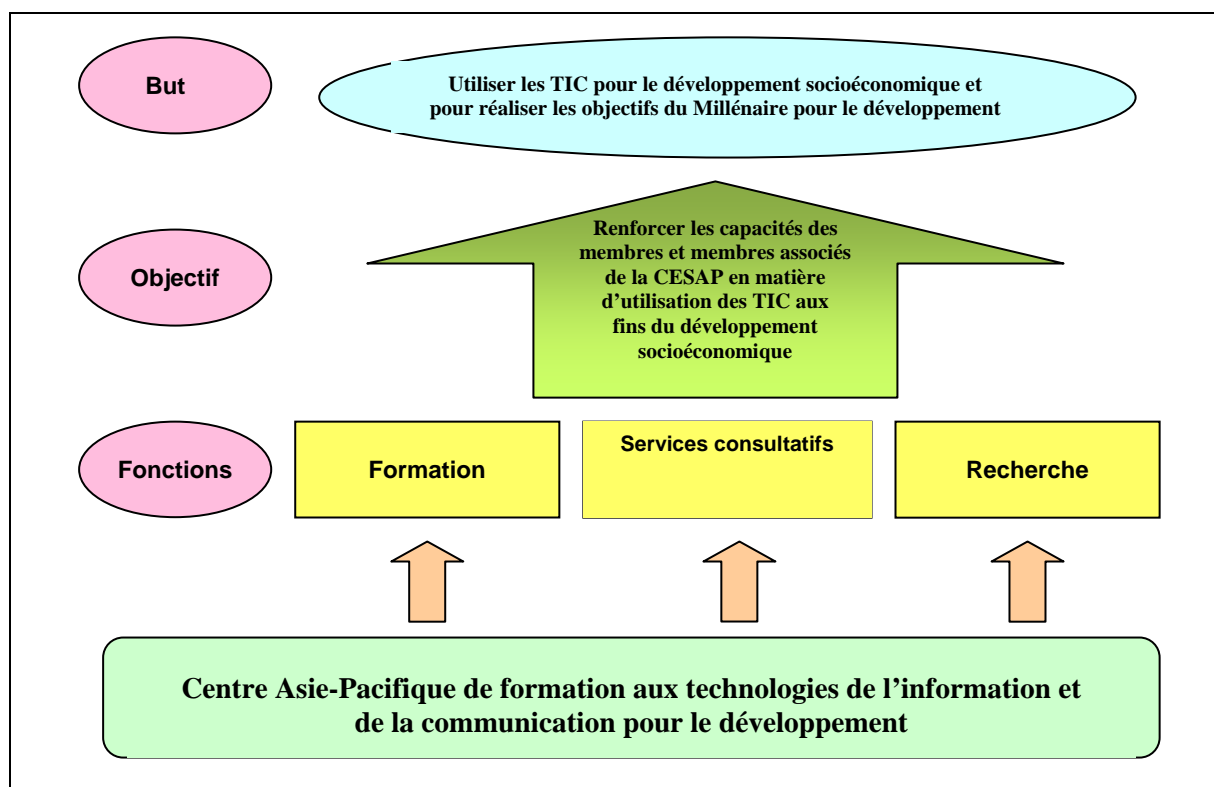 But
Utiliser les TIC pour le développement socioéconomique et
pour réaliser les objectifs du Millénaire pour le développement
Objectif
Renforcer les capacités des
membres et membres associés
de la CESAP en matière
d’utilisation des TIC aux
fins du développement
socioéconomique
Fonctions
Formation
Services consultatifs
Recherche
Centre Asie-Pacifique de formation aux technologies de l’information et
de la communication pour le développement